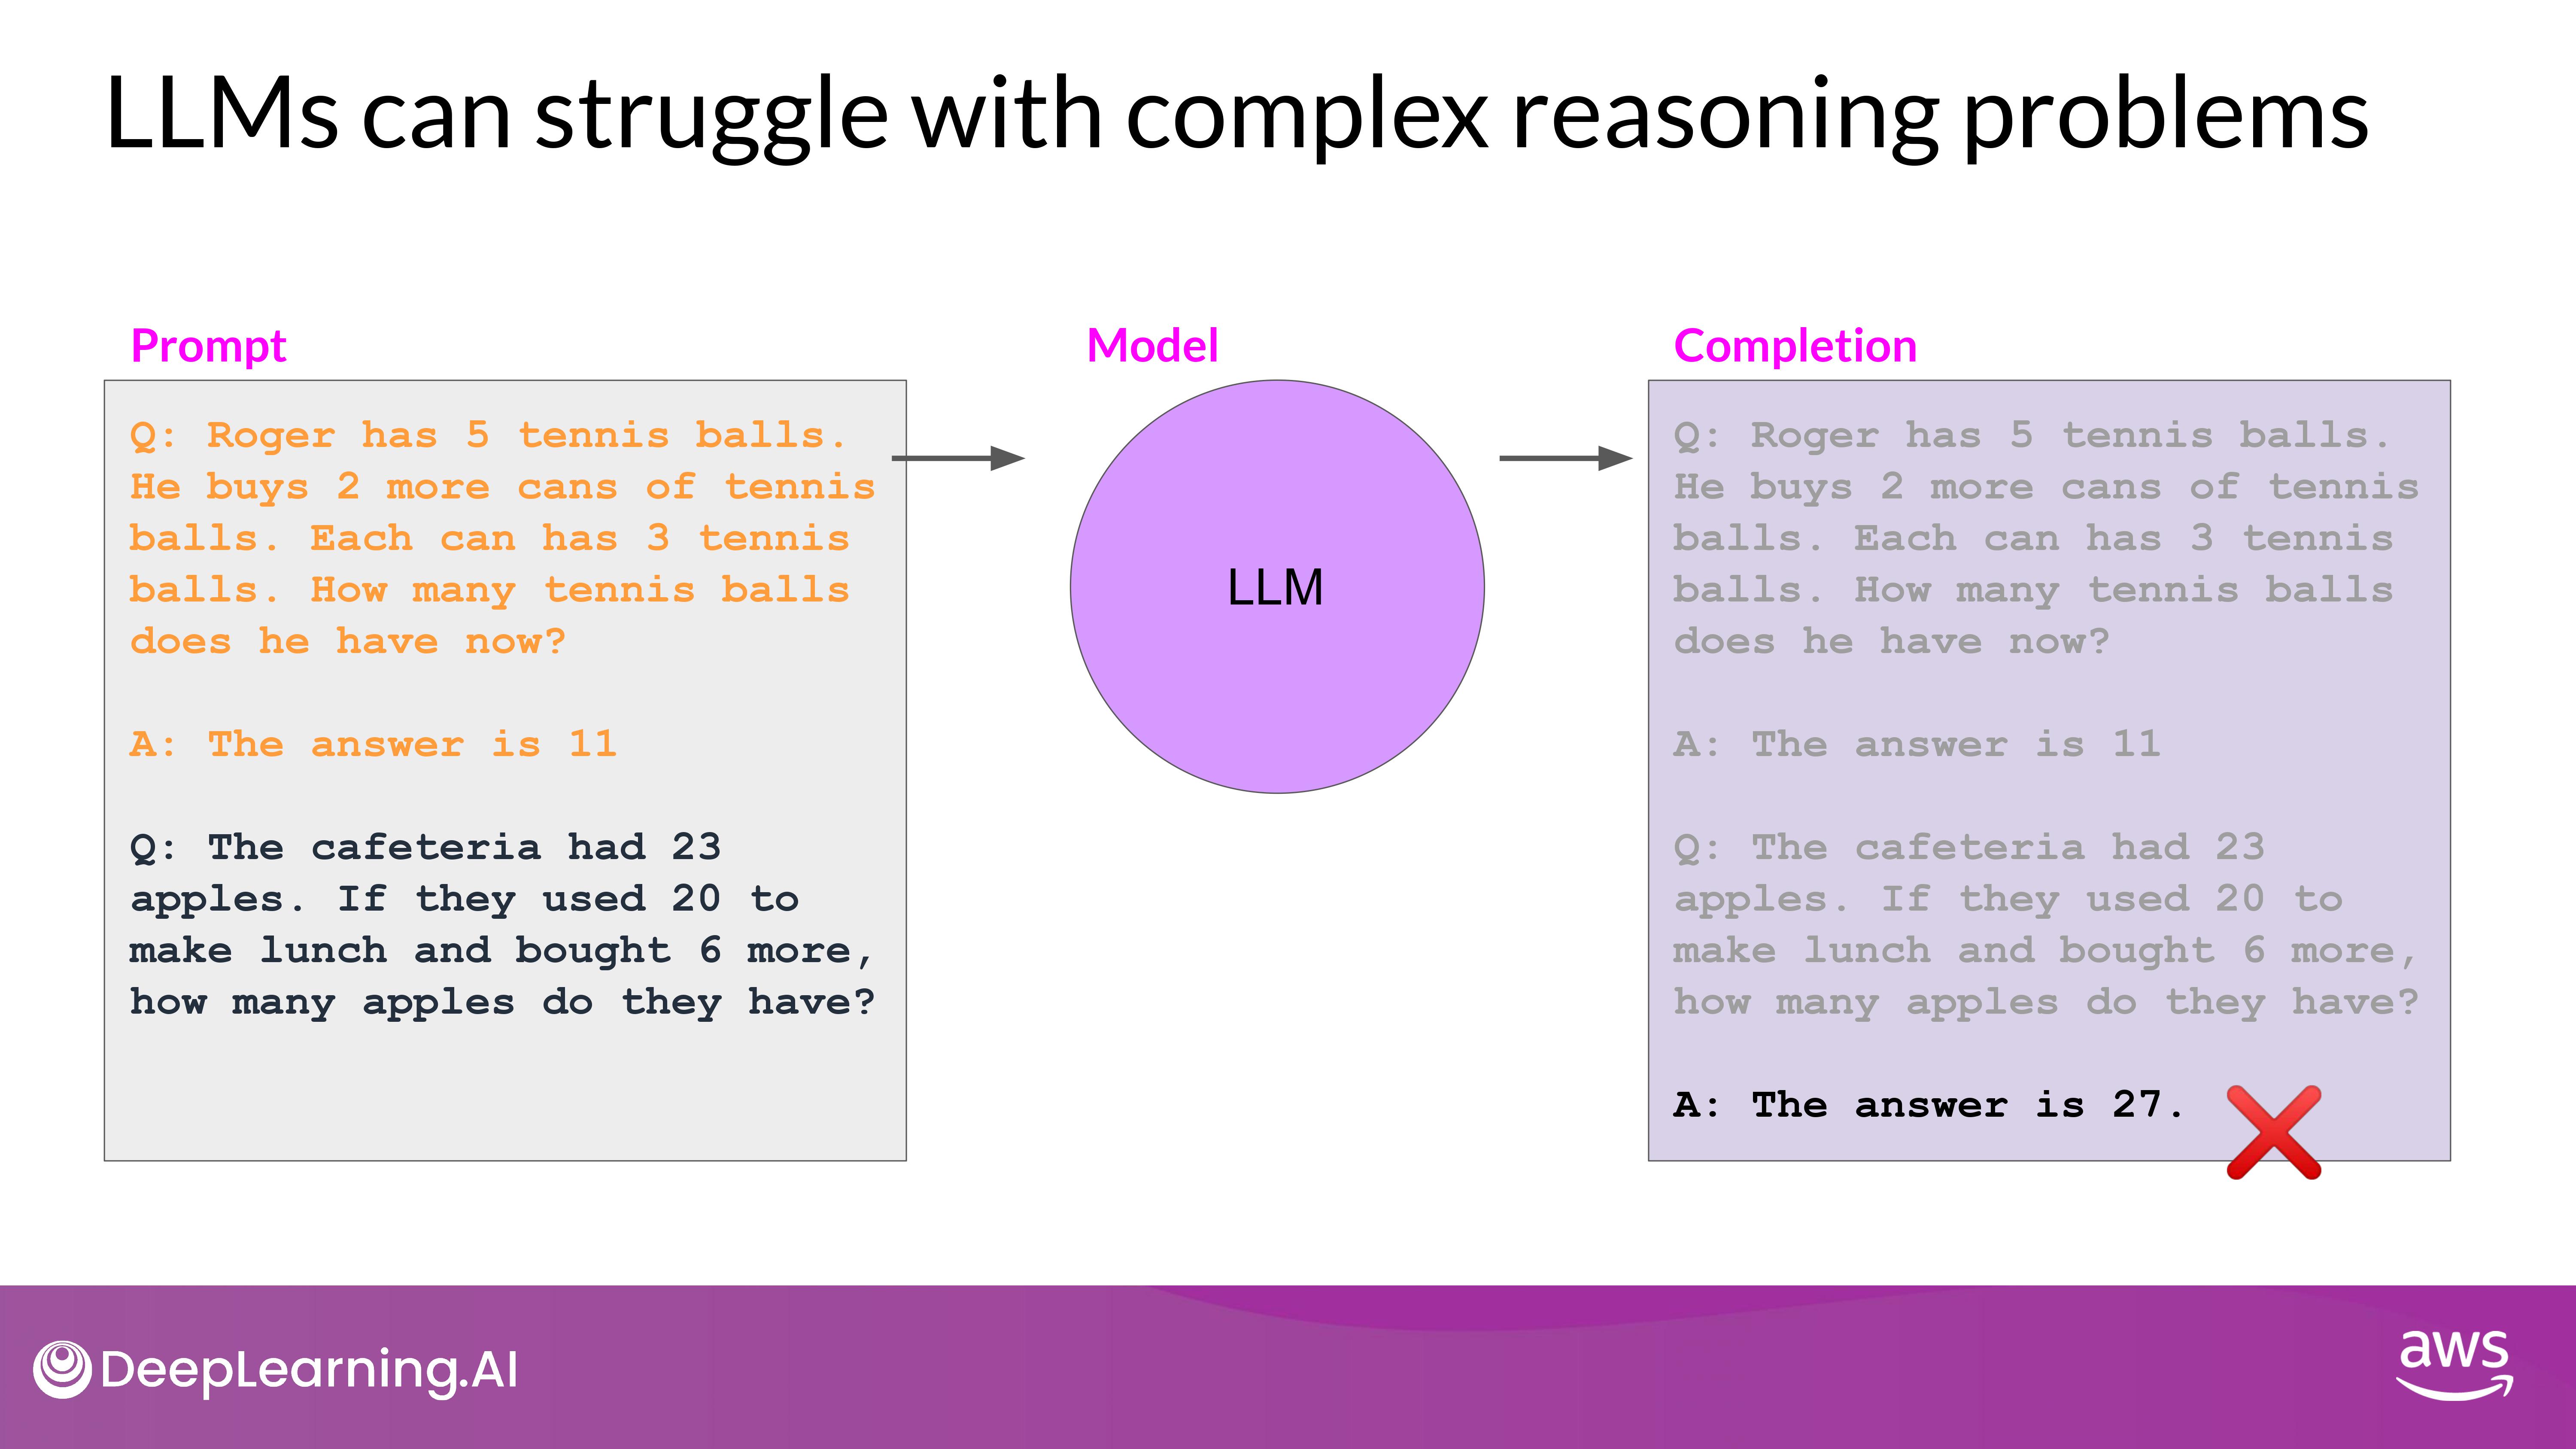 LLMs can struggle with complex reasoning problems
Prompt
Q: Roger has 5 tennis balls.
He buys 2 more cans of tennis
balls. Each can has 3 tennis
balls. How many tennis balls
does he have now?
A: The answer is 11
Q: The cafeteria had 23
apples. If they used 20 to
make lunch and bought 6 more,
how many apples do they have?
Model
LLM
Completion
Q: Roger has 5 tennis balls.
He buys 2 more cans of tennis
balls. Each can has 3 tennis
balls. How many tennis balls
does he have now?
A: The answer is 11
Q: The cafeteria had 23
apples. If they used 20 to
make lunch and bought 6 more,
how many apples do they have?
A: The answer is 27.
DeepLearning.AI
aws